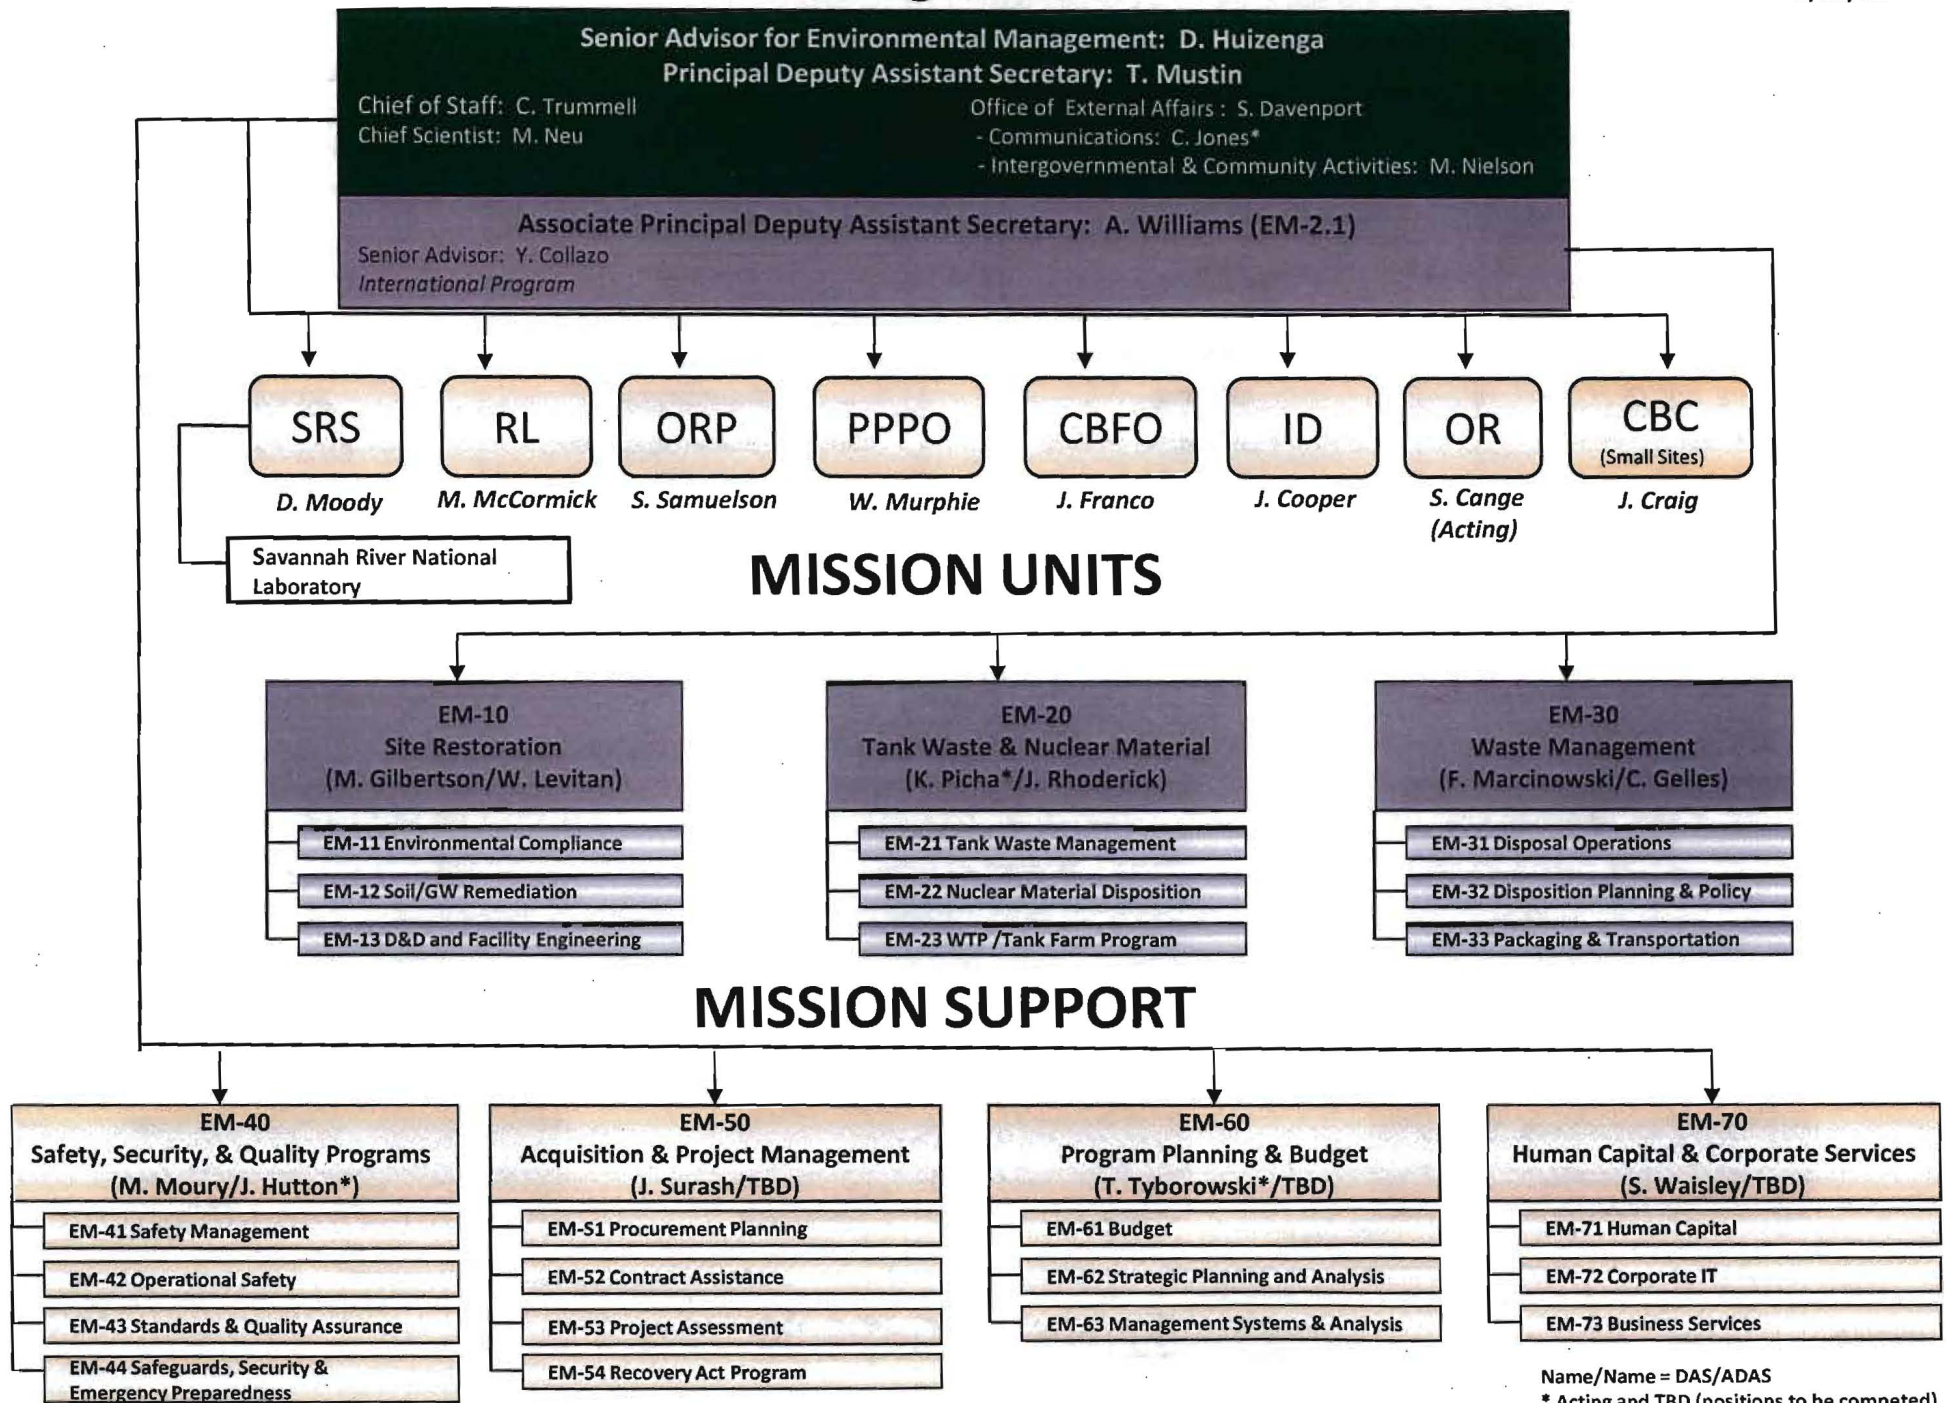 Senior Advisor for Environmental Management: D. Huizenga
Principal Deputy Assistant Secretary: T. Mustin
Chief of Staff: C. Trummell
Chief Scientist: M. Neu
Office of External Affairs : S. Davenport
- Communications: C. Jones*
- Intergovernmental & Community Activities: M. Nielson
Associate Principal Deputy Assistant Secretary: A. Williams (EM-2.1)
Senior Advisor: Y. Collazo
International Program
SRS
D. Moody
RL
M. McCormick
ORP
S. Samuelson
PPPO
W. Murphie
CBFO
J. Franco
ID
J. Cooper
OR
S. Cange
(Acting)
CBC
(Small Sites)
J. Craig
Savannah River National
Laboratory
MISSION UNITS
EM-10
Site Restoration
(M. Gilbertson/W. Levitan)
EM-11 Environmental Compliance
EM-12 Soil/GW Remediation
EM-13 D&D and Facility Engineering
EM-20
Tank Waste & Nuclear Material
(K. Picha*/J. Rhoderick)
EM-21 Tank Waste Management
EM-22 Nuclear Material Disposition
EM-23 WTP /Tank Farm Program
EM-30
Waste Management
(F. Marcinowski/C. Gelles)
EM-31 Disposal Operations
EM-32 Disposition Planning & Policy
EM-33 Packaging & Transportation
MISSION SUPPORT
EM-40
Safety, Security, & Quality Programs
(M. Moury/J. Hutton*)
EM-41 Safety Management
EM-42 Operational Safety
EM-43 Standards & Quality Assurance
EM-44 Safeguards, Security &
Emergency Preparedness
EM-50
Acquisition & Project Management
(J. Surash/TBD)
EM-S1 Procurement Planning
EM-52 Contract Assistance
EM-53 Project Assessment
EM-54 Recovery Act Program
EM-60
Program Planning & Budget
(T. Tyborowski*/TBD)
EM-61 Budget
EM-62 Strategic Planning and Analysis
EM-63 Management Systems & Analysis
EM-70
Human Capital & Corporate Services
(S. Waisley/TBD)
EM-71 Human Capital
EM-72 Corporate IT
EM-73 Business Services
Name/Name = DAS/ADAS
* Acting and TBD (positions to be competed)